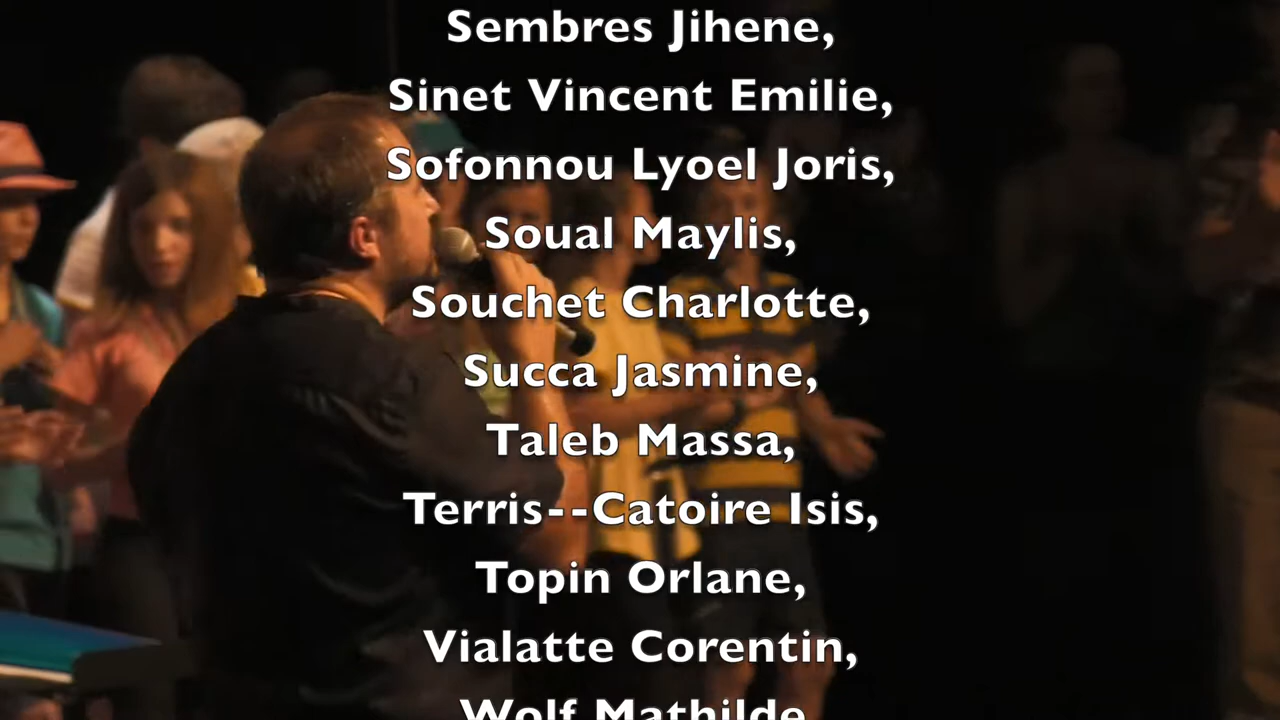 Sembres Jihene,
Sinet Vincent Emilie,
Sofonnou Lyoel Joris,
Soual Maylis,
Souchet Charlotte,
Succa Jasmine,
Taleb Massa,
Terris--Catoire Isis,
Topin Orlane,
Vialatte Corentin,
Wolf Mathilde,